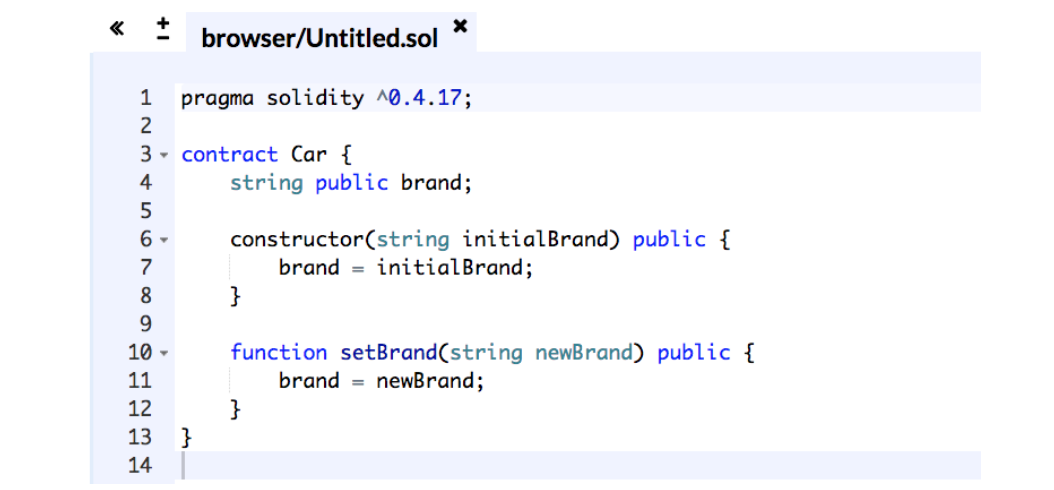 « ± browser/Untitled.sol ✖
1 pragma solidity ^0.4.17;
2
3 contract Car {
4     string public brand;
5
6     constructor(string initialBrand) public {
7         brand = initialBrand;
8     }
9
10     function setBrand(string newBrand) public {
11         brand = newBrand;
12     }
13 }
14